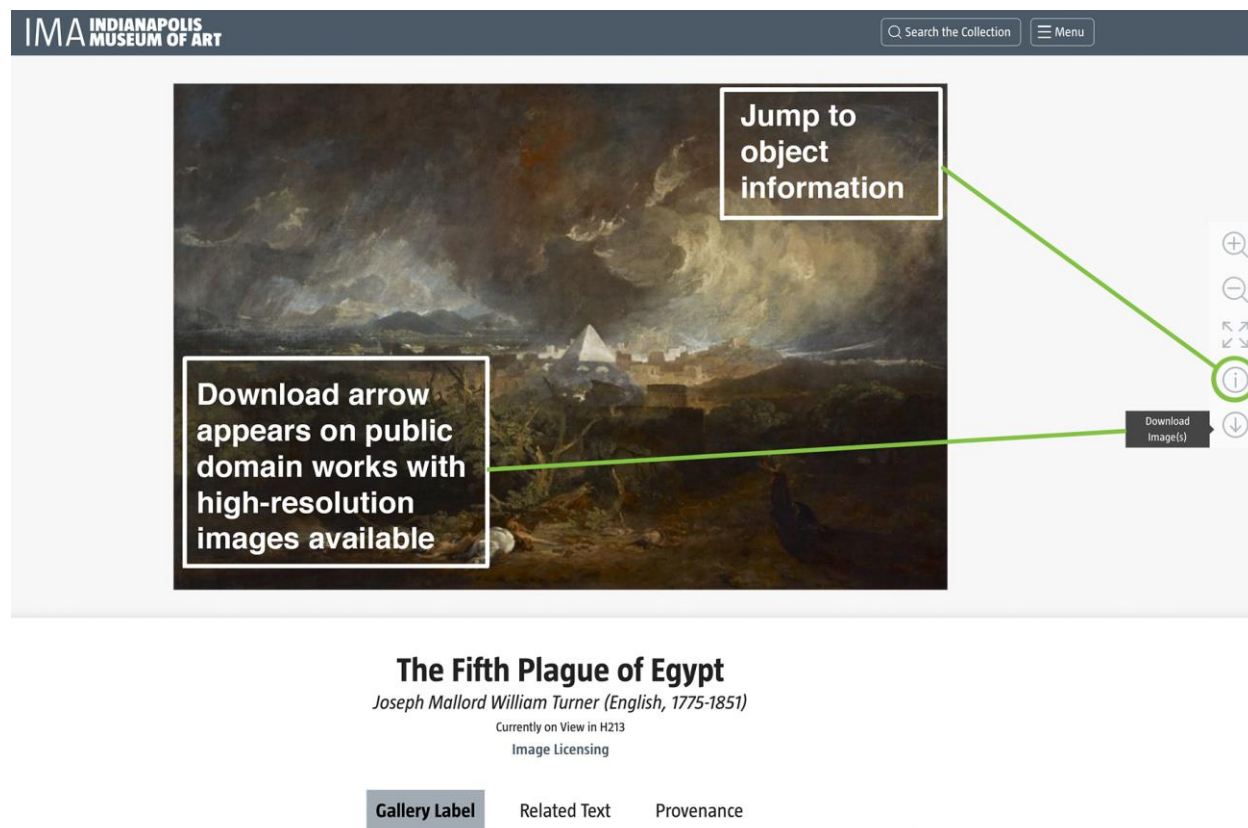 IMA INDIANAPOLIS
MUSEUM OF ART
Search the Collection
Menu
Jump to
object
information
Download arrow
appears on public
domain works with
high-resolution
images available
Download
Image(s)
The Fifth Plague of Egypt
Joseph Mallord William Turner (English, 1775-1851)
Currently on View in H213
Image Licensing
Gallery Label Related Text Provenance